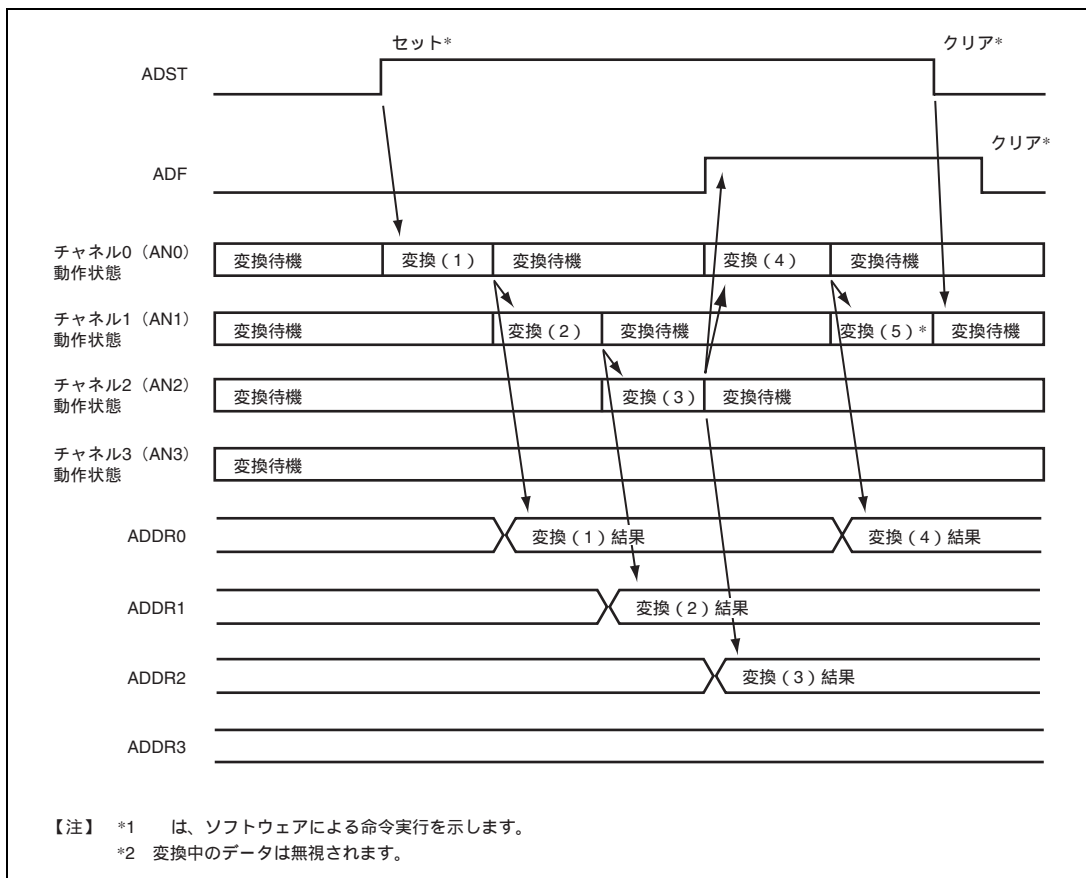 セット* クリア*
ADST
クリア*
ADF
チャネル0（AN0）
動作状態
変換待機 変換（1） 変換待機 変換（4） 変換待機
チャネル1（AN1）
動作状態
変換待機 変換（2） 変換待機 変換（5）* 変換待機
チャネル2（AN2）
動作状態
変換待機 変換（3） 変換待機
チャネル3（AN3）
動作状態
変換待機
ADDR0 変換（1）結果 変換（4）結果
ADDR1 変換（2）結果
ADDR2 変換（3）結果
ADDR3
【注】 *1 は、ソフトウェアによる命令実行を示します。
*2 変換中のデータは無視されます。